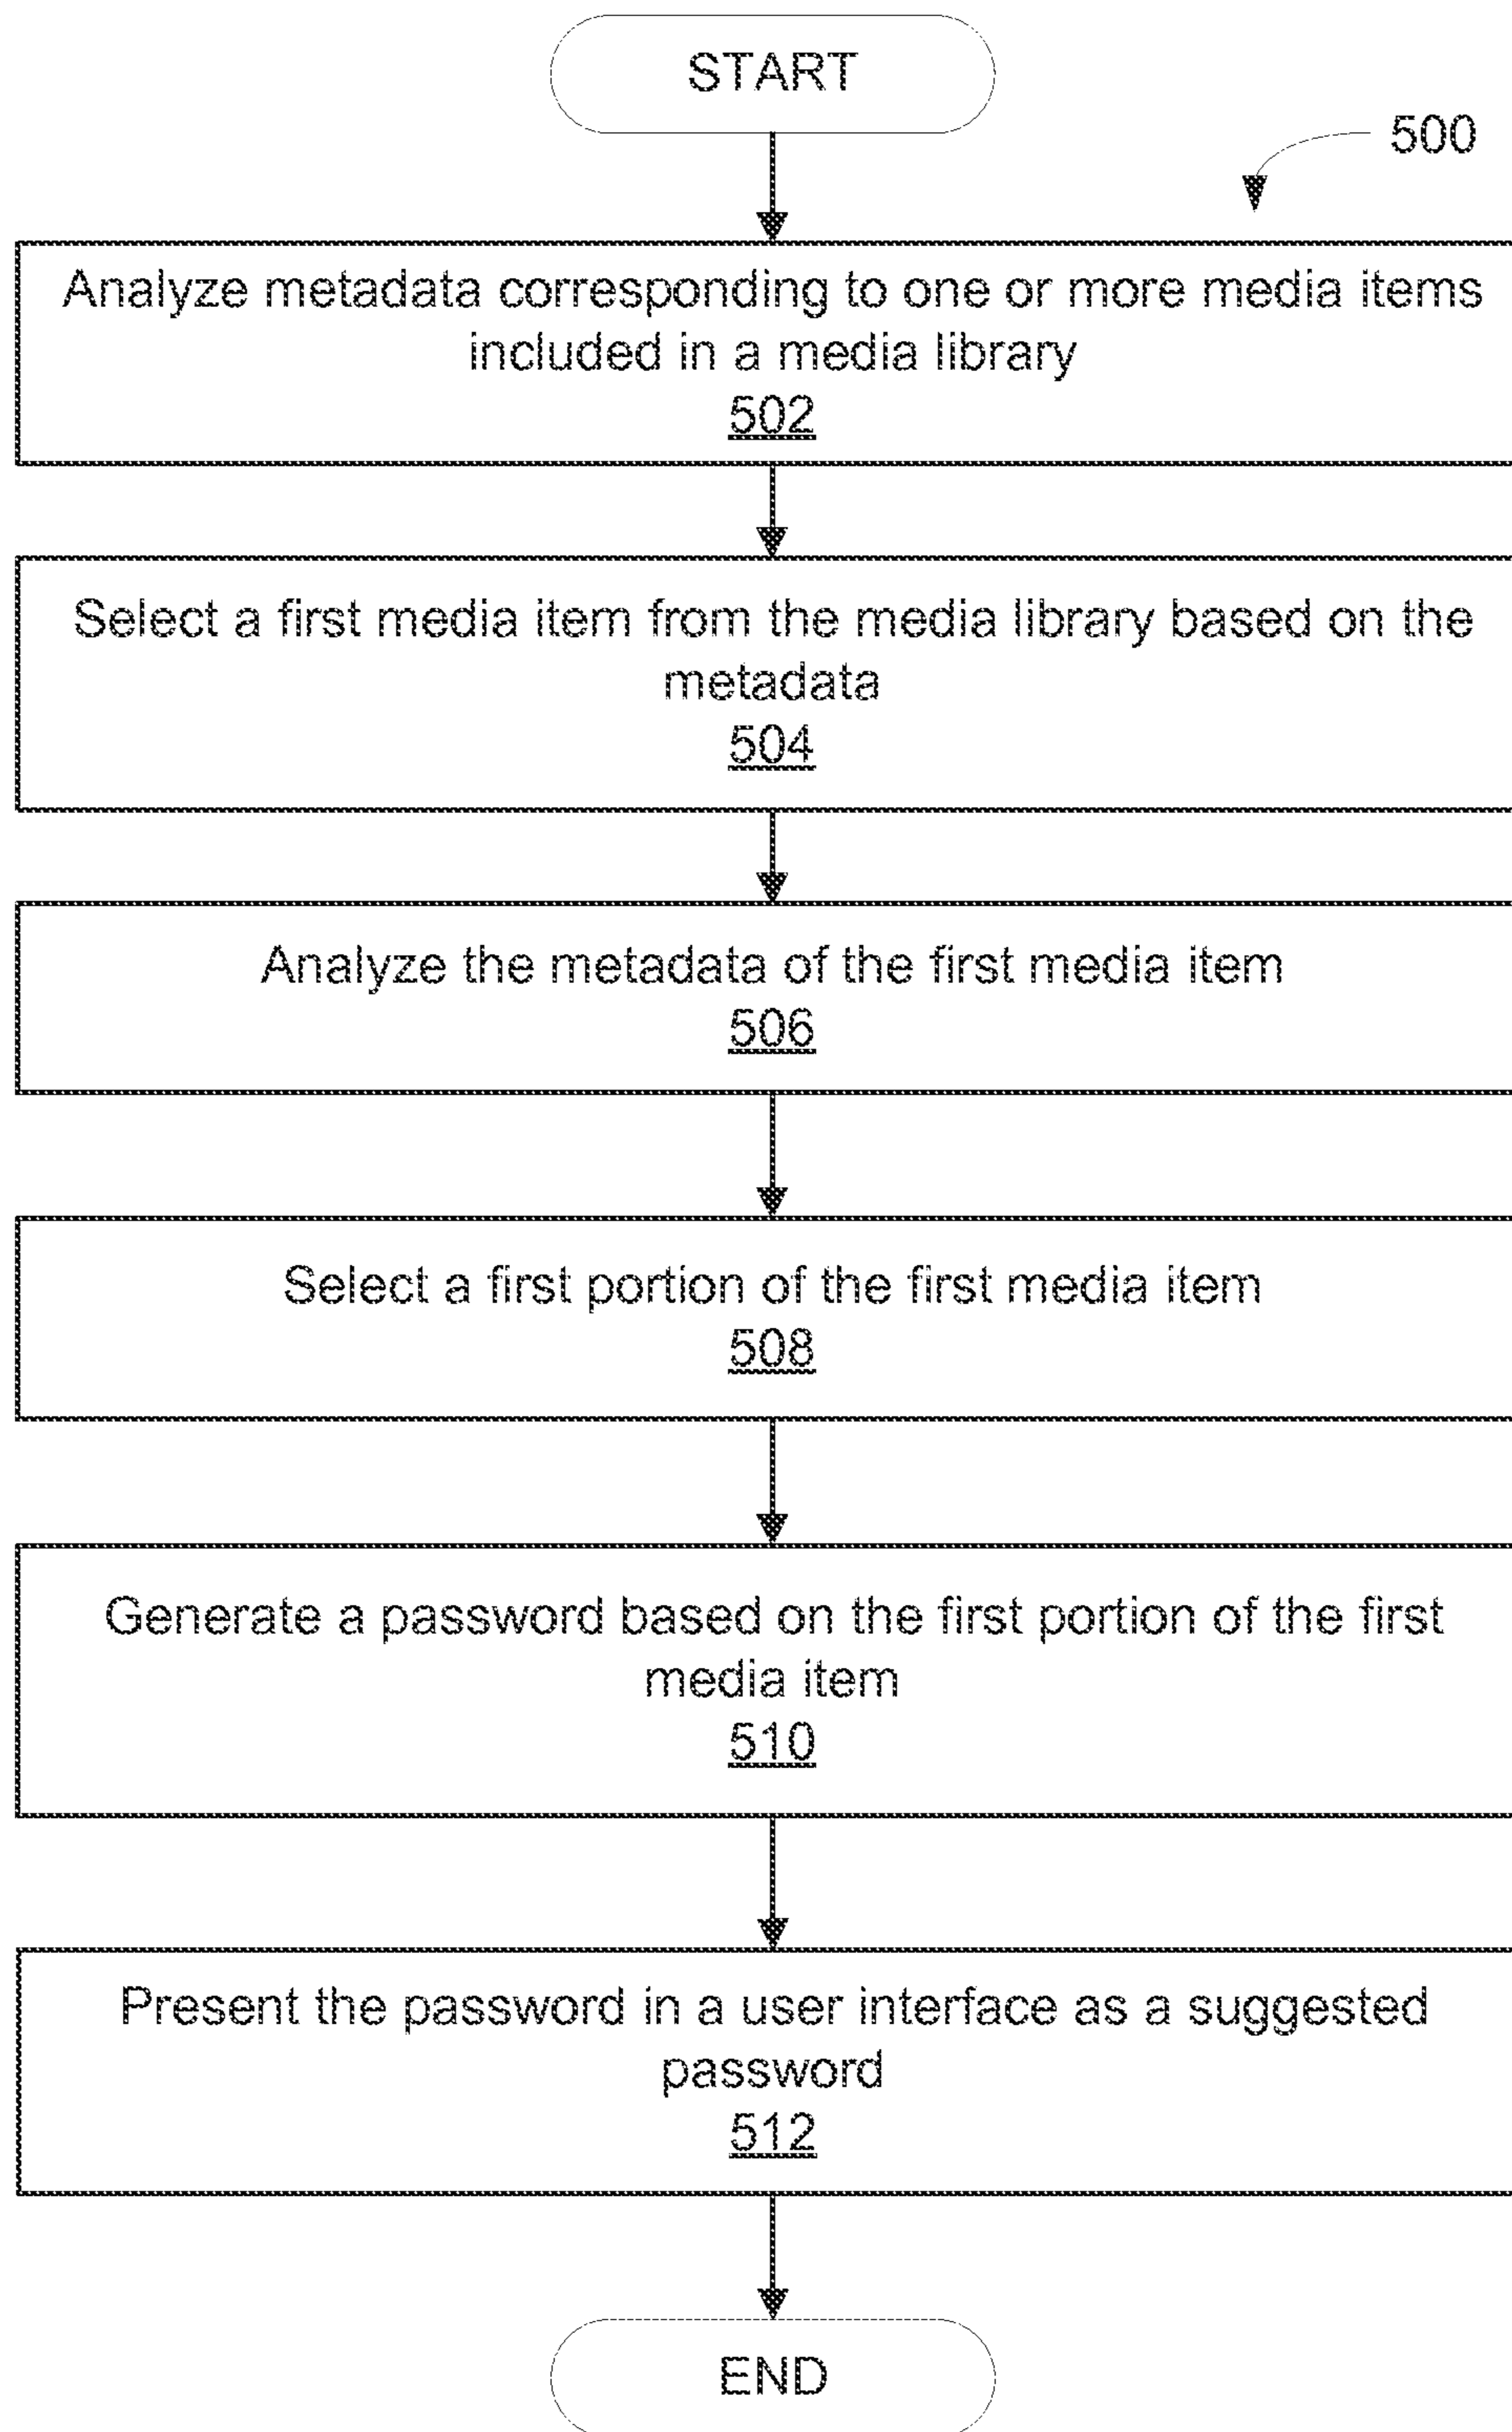 START
500
Analyze metadata corresponding to one or more media items
included in a media library
502
Select a first media item from the media library based on the
metadata
504
Analyze the metadata of the first media item
506
Select a first portion of the first media item
508
Generate a password based on the first portion of the first
media item
510
Present the password in a user interface as a suggested
password
512
END